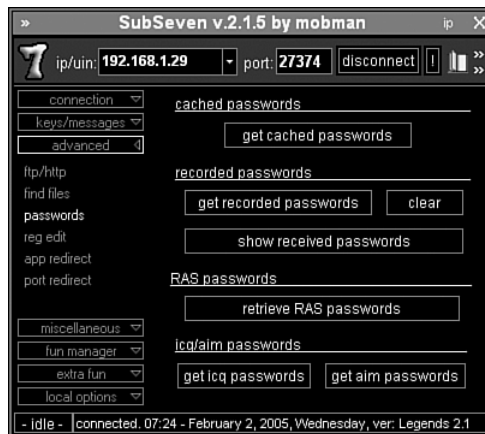 » SubSeven v.2.1.5 by mobman ip X
7 ip/uin: 192.168.1.29 port: 27374 disconnect ! »
connection
keys/messages
advanced
ftp/http
find files
passwords
reg edit
app redirect
port redirect
miscellaneous
fun manager
extra fun
local options
cached passwords
get cached passwords
recorded passwords
get recorded passwords clear
show received passwords
RAS passwords
retrieve RAS passwords
icq/aim passwords
get icq passwords get aim passwords
- idle - connected. 07:24 - February 2, 2005, Wednesday, ver: Legends 2.1